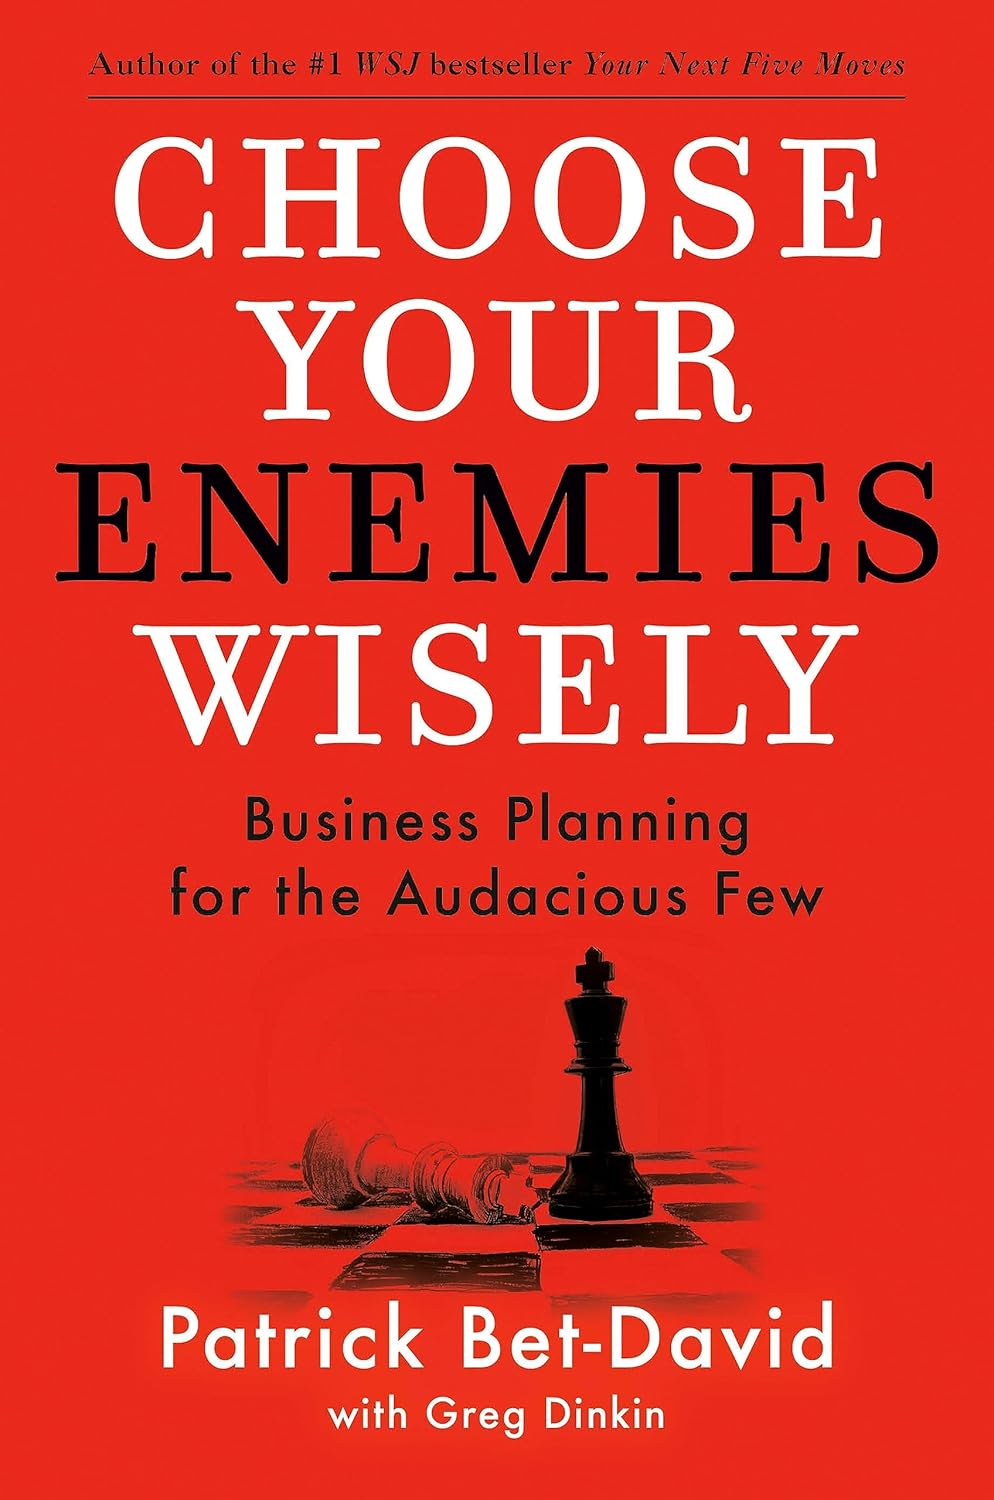 Author of the #1 WSJ bestseller Your Next Five Moves
CHOOSE
YOUR
ENEMIES
WISELY
Business Planning
for the Audacious Few
Patrick Bet-David
with Greg Dinkin